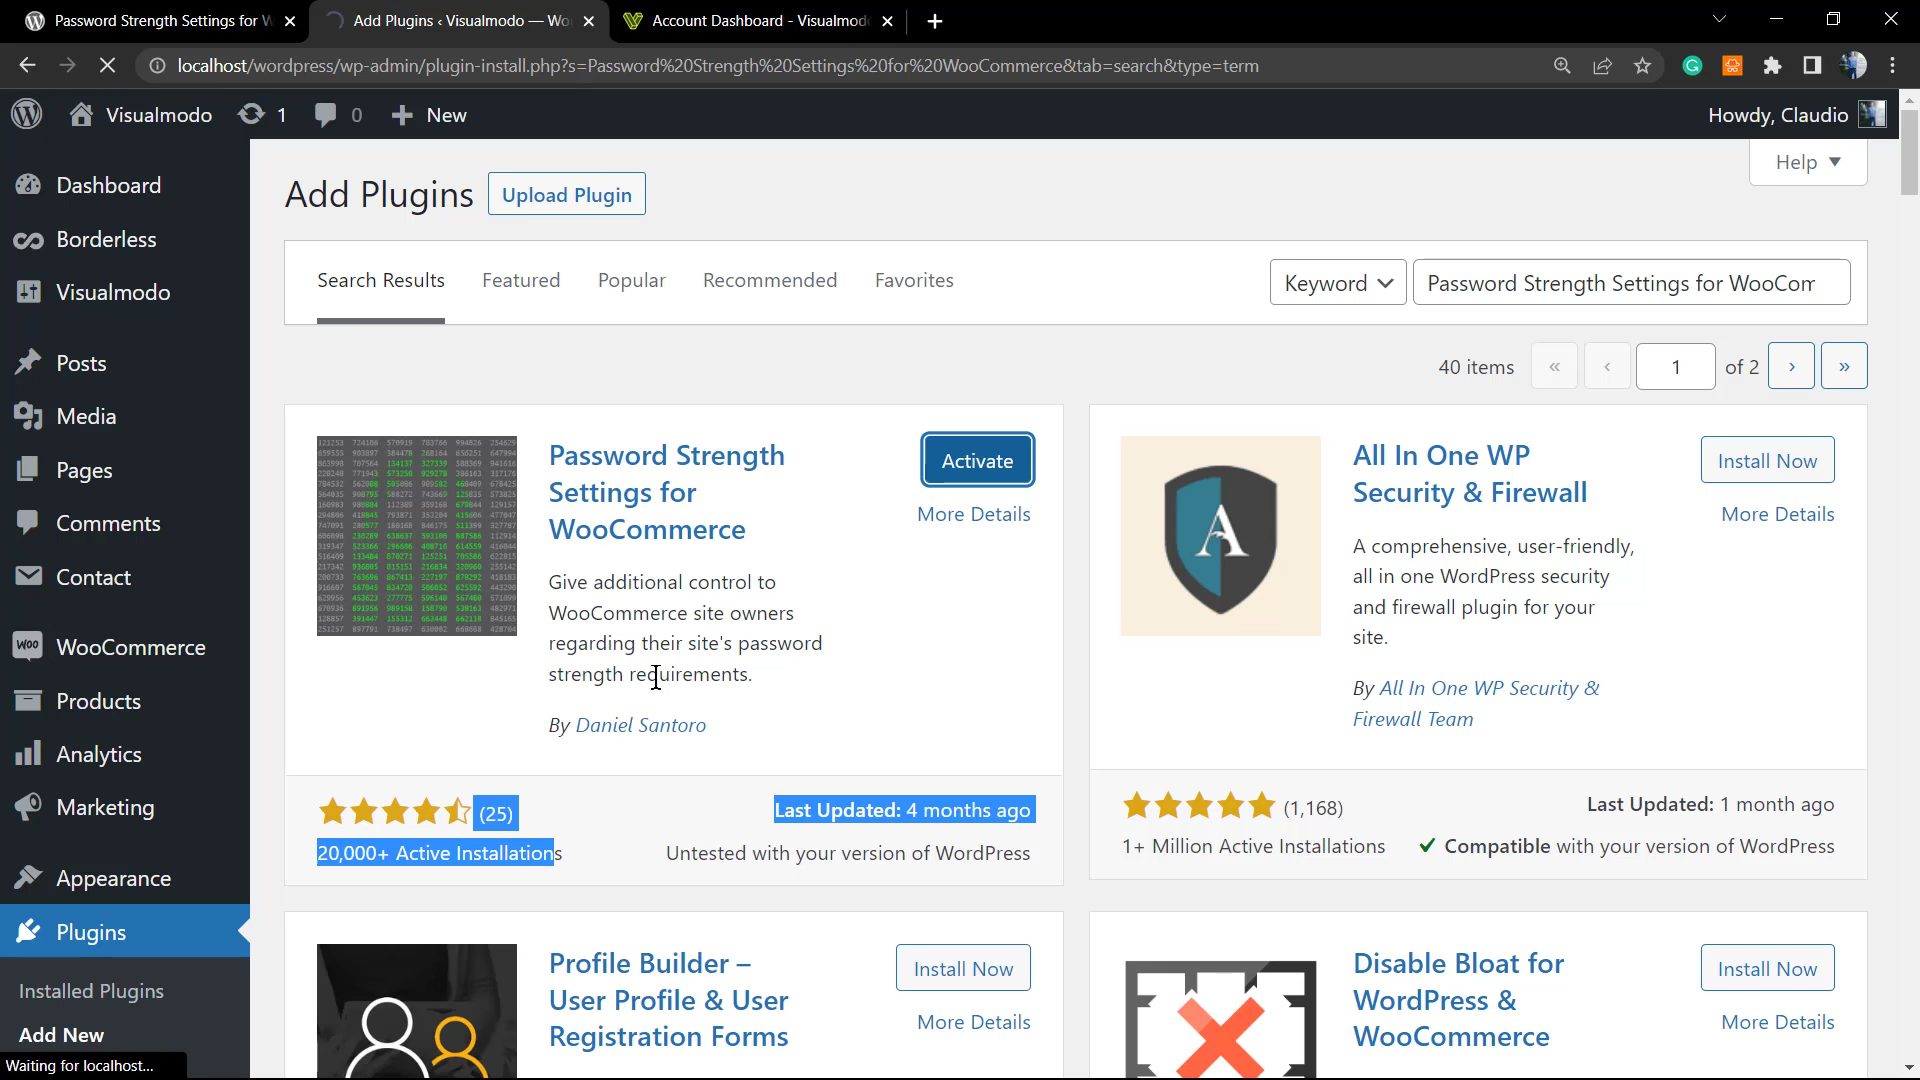 Password Strength Settings for W
Add Plugins ‹ Visualmodo — Wo
Account Dashboard - Visualmod
localhost/wordpress/wp-admin/plugin-install.php?s=Password%20Strength%20Settings%20for%20WooCommerce&tab=search&type=term
Visualmodo
1
0
New
Howdy, Claudio
Dashboard
Borderless
Visualmodo
Posts
Media
Pages
Comments
Contact
WooCommerce
Products
Analytics
Marketing
Appearance
Plugins
Installed Plugins
Add New
Waiting for localhost...
Add Plugins
Upload Plugin
Help
Search Results
Featured
Popular
Recommended
Favorites
Keyword
Password Strength Settings for WooCom
40 items
«
‹
1
of 2
›
»
Password Strength
Settings for
WooCommerce
Activate
More Details
Give additional control to
WooCommerce site owners
regarding their site's password
strength requirements.
By Daniel Santoro
(25)
Last Updated: 4 months ago
20,000+ Active Installations
Untested with your version of WordPress
All In One WP
Security & Firewall
Install Now
More Details
A comprehensive, user-friendly,
all in one WordPress security
and firewall plugin for your
site.
By All In One WP Security &
Firewall Team
(1,168)
Last Updated: 1 month ago
1+ Million Active Installations
Compatible with your version of WordPress
Profile Builder –
User Profile & User
Registration Forms
Install Now
More Details
Disable Bloat for
WordPress &
WooCommerce
Install Now
More Details